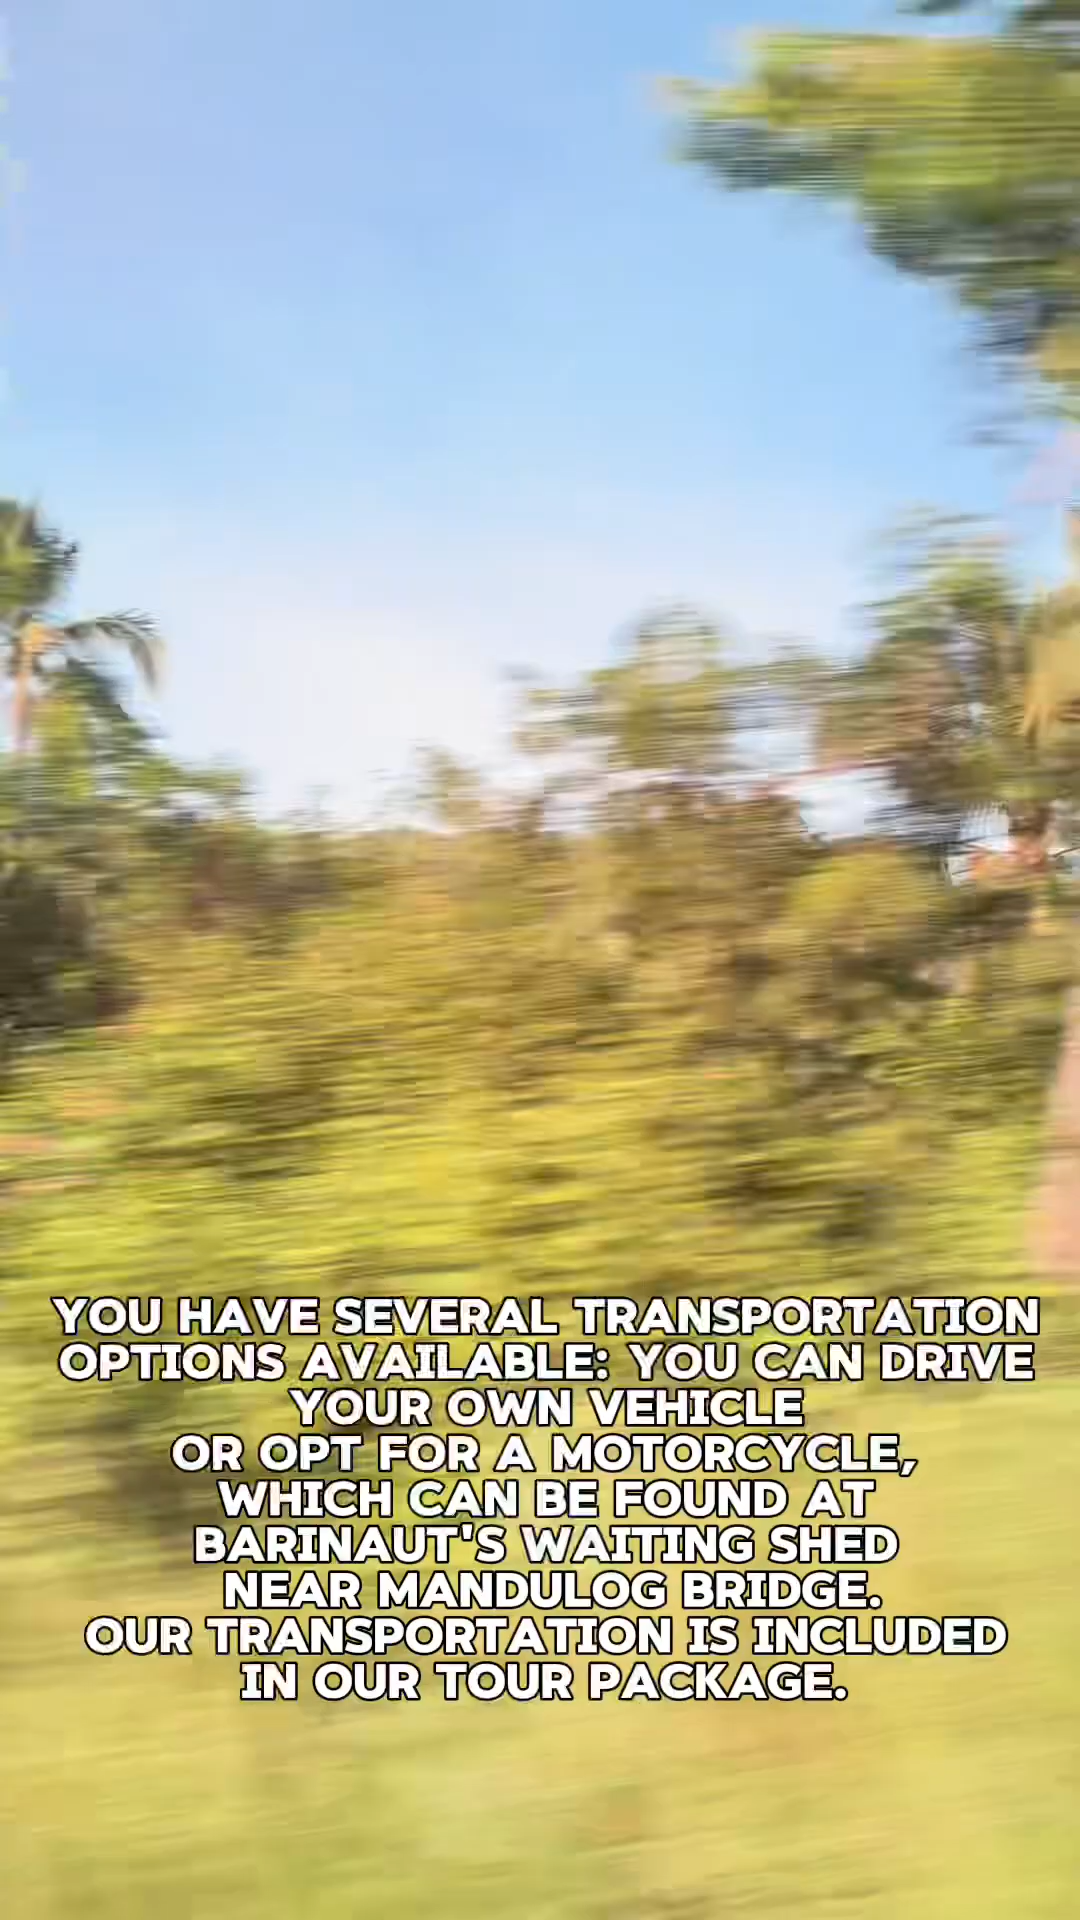 YOU HAVE SEVERAL TRANSPORTATION
OPTIONS AVAILABLE: YOU CAN DRIVE
YOUR OWN VEHICLE
OR OPT FOR A MOTORCYCLE,
WHICH CAN BE FOUND AT
BARINAUT'S WAITING SHED
NEAR MANDULOG BRIDGE.
OUR TRANSPORTATION IS INCLUDED
IN OUR TOUR PACKAGE.